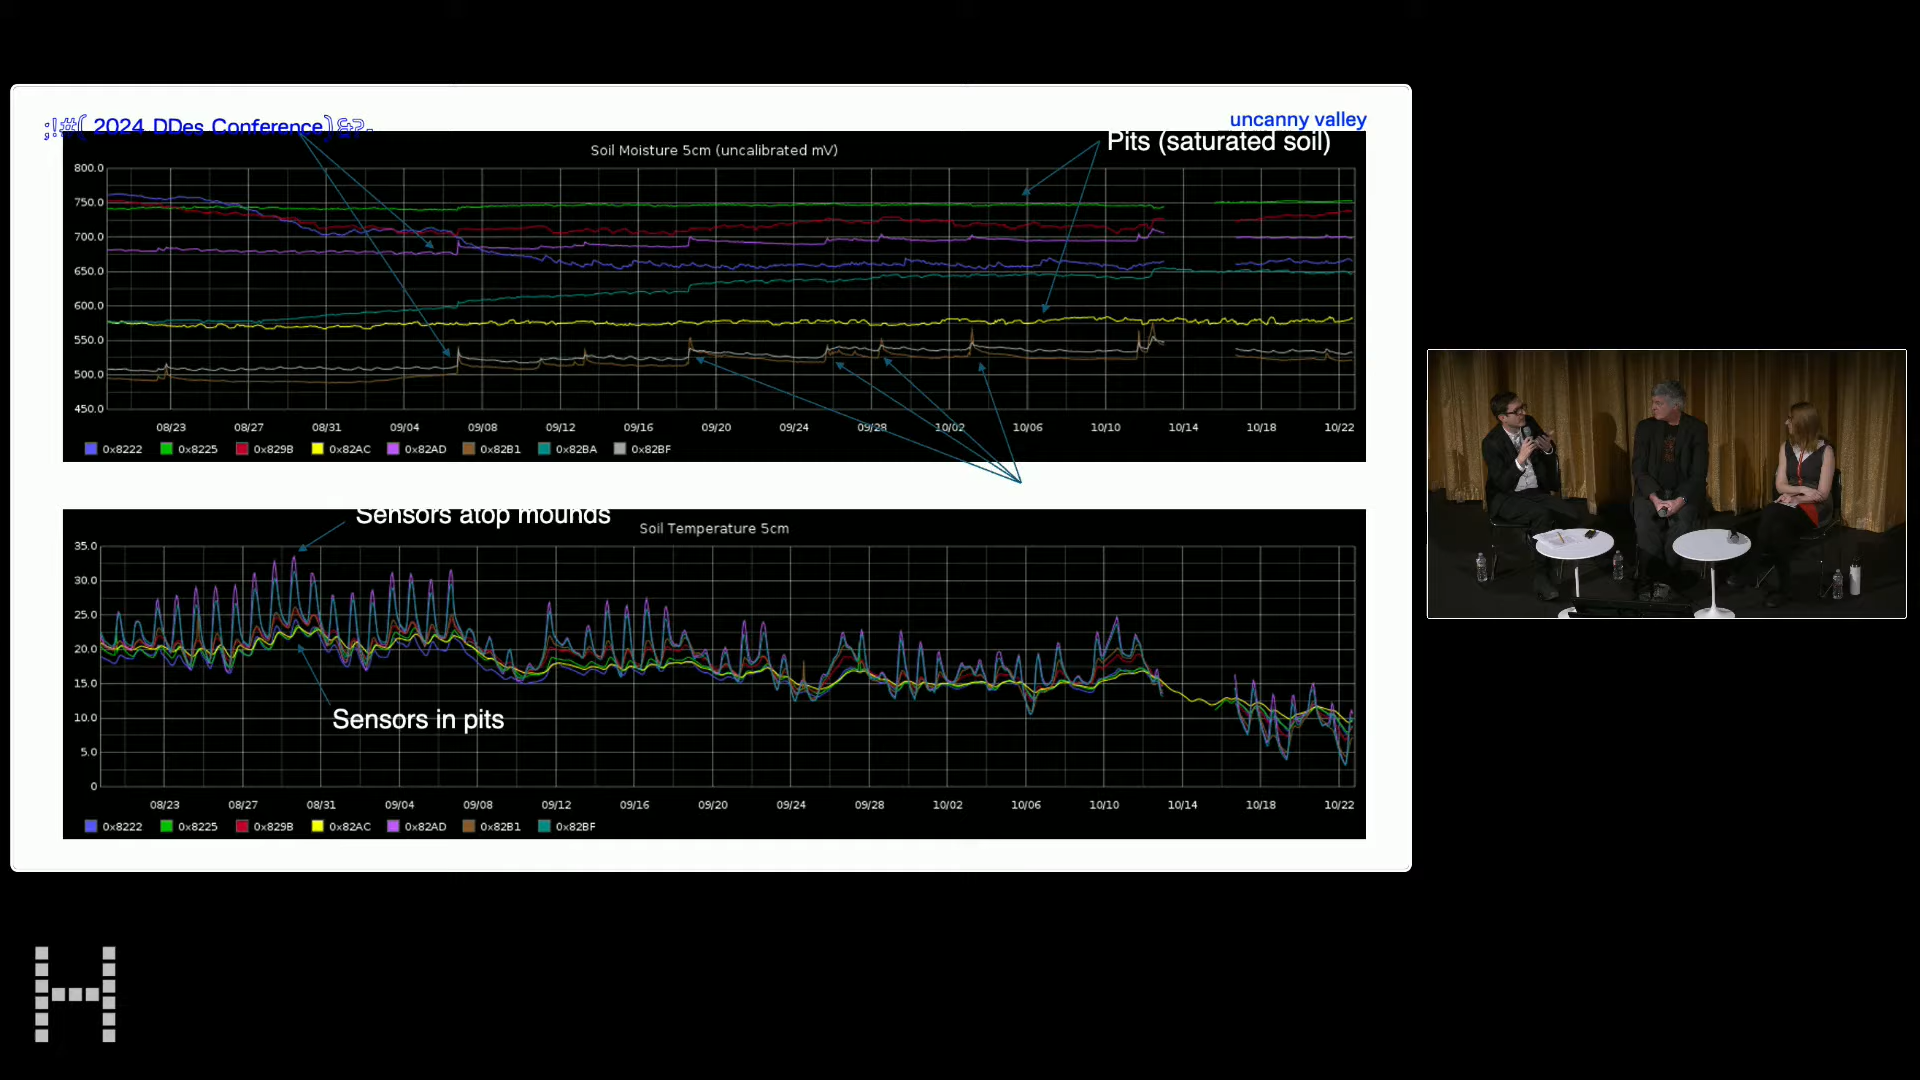 ;!#( 2024 DDes Conference)&?.
uncanny valley
Pits (saturated soil)
Soil Moisture 5cm (uncalibrated mV)
800.0
750.0
700.0
650.0
600.0
550.0
500.0
450.0
08/23 08/27 08/31 09/04 09/08 09/12 09/16 09/20 09/24 09/28 10/02 10/06 10/10 10/14 10/18 10/22
0x8222 0x8225 0x829B 0x82AC 0x82AD 0x82B1 0x82BA 0x82BF
Sensors atop mounds
Soil Temperature 5cm
35.0
30.0
25.0
20.0
15.0
10.0
5.0
0
Sensors in pits
08/23 08/27 08/31 09/04 09/08 09/12 09/16 09/20 09/24 09/28 10/02 10/06 10/10 10/14 10/18 10/22
0x8222 0x8225 0x829B 0x82AC 0x82AD 0x82B1 0x82BF
H